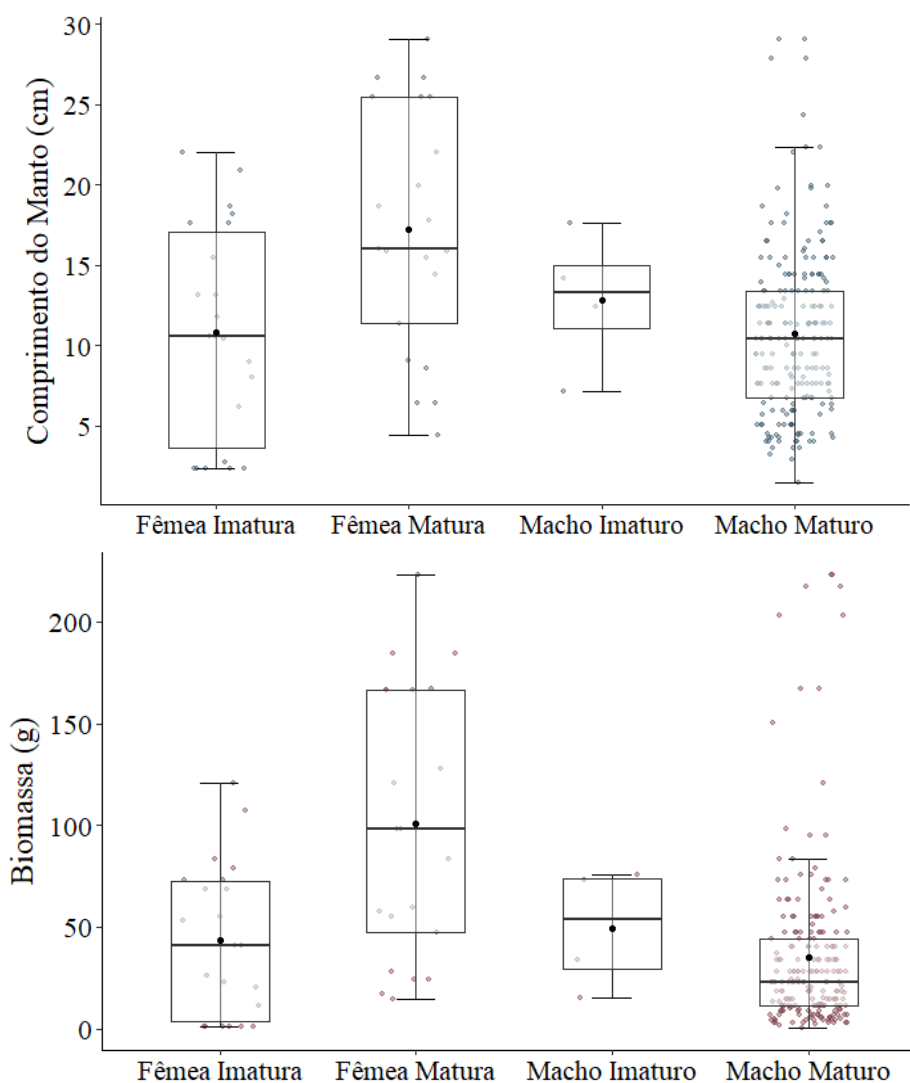 30
25
20
15
10
5
Comprimento do Manto (cm)
Fêmea Imatura Fêmea Matura Macho Imaturo Macho Maturo
200
150
100
50
0
Biomassa (g)
Fêmea Imatura Fêmea Matura Macho Imaturo Macho Maturo